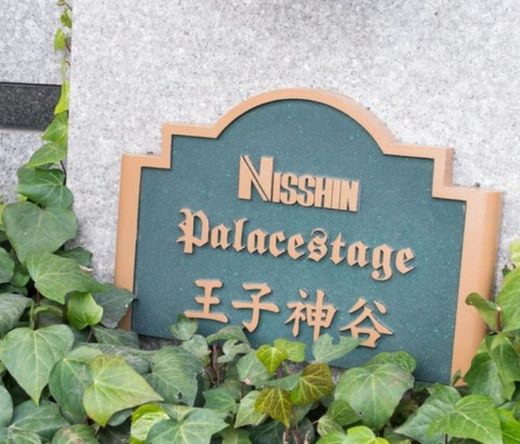 NISSHIN
Palacestage
王子神谷